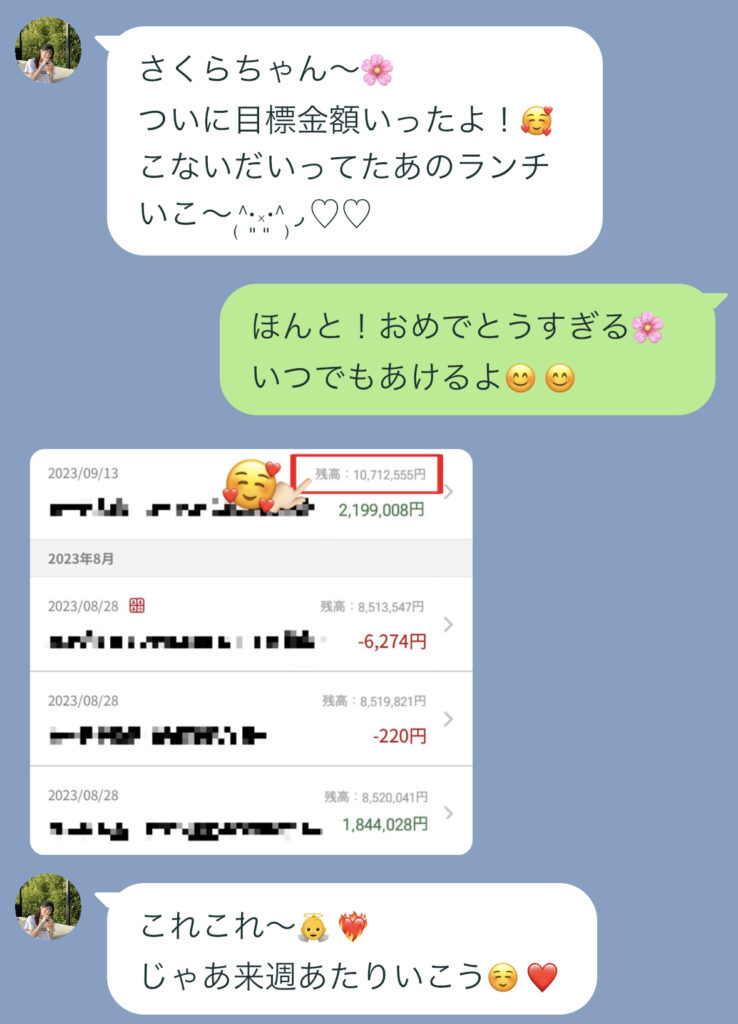 さくらちゃん〜🌸
ついに目標金額いったよ！🥰
こないだいってたあのランチ
いこ〜₍ ^. ̫ .^₎◞♡♡
ほんと！おめでとうすぎる🌸
いつでもあけるよ😊😊
2023/09/13
残高：10,712,555円
2,199,008円
2023年8月
2023/08/28
残高：8,513,547円
-6,274円
2023/08/28
残高：8,519,821円
-220円
2023/08/28
残高：8,520,041円
1,844,028円
これこれ〜👼❤️‍🔥
じゃあ来週あたりいこう☺️❤️